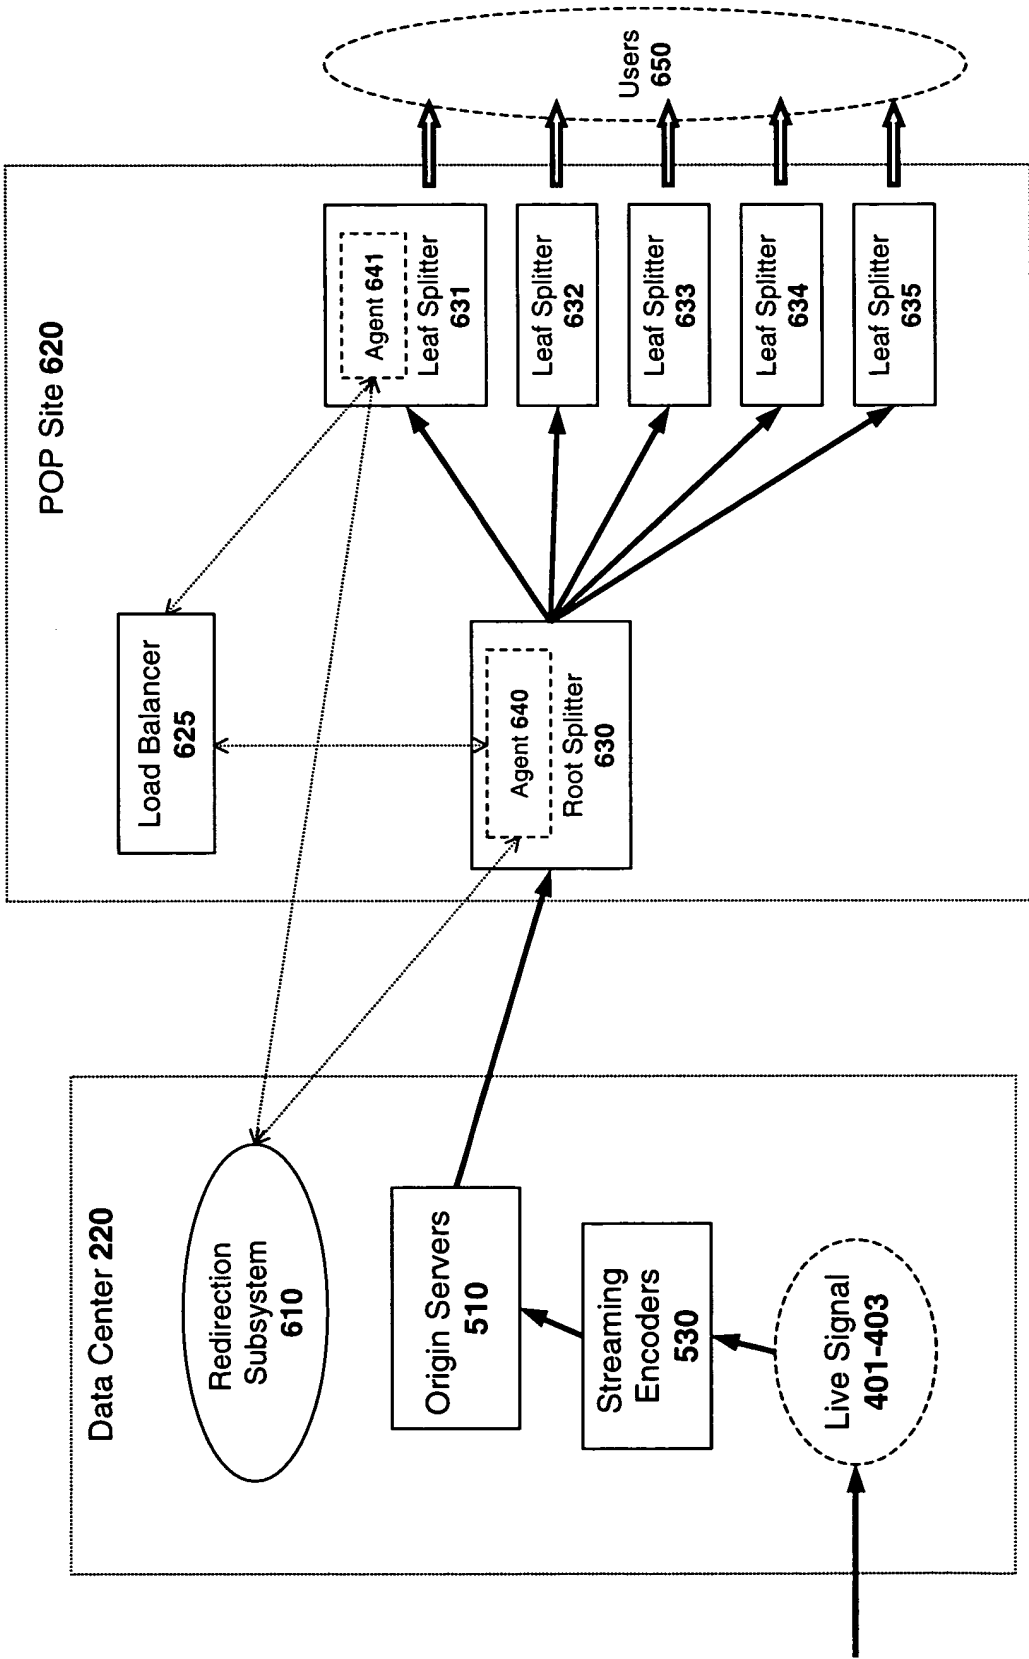 Data Center 220
Redirection
Subsystem
610
Origin Servers
510
Streaming
Encoders
530
Live Signal
401-403
POP Site 620
Load Balancer
625
Agent 640
Root Splitter
630
Agent 641
Leaf Splitter
631
Leaf Splitter
632
Leaf Splitter
633
Leaf Splitter
634
Leaf Splitter
635
Users
650